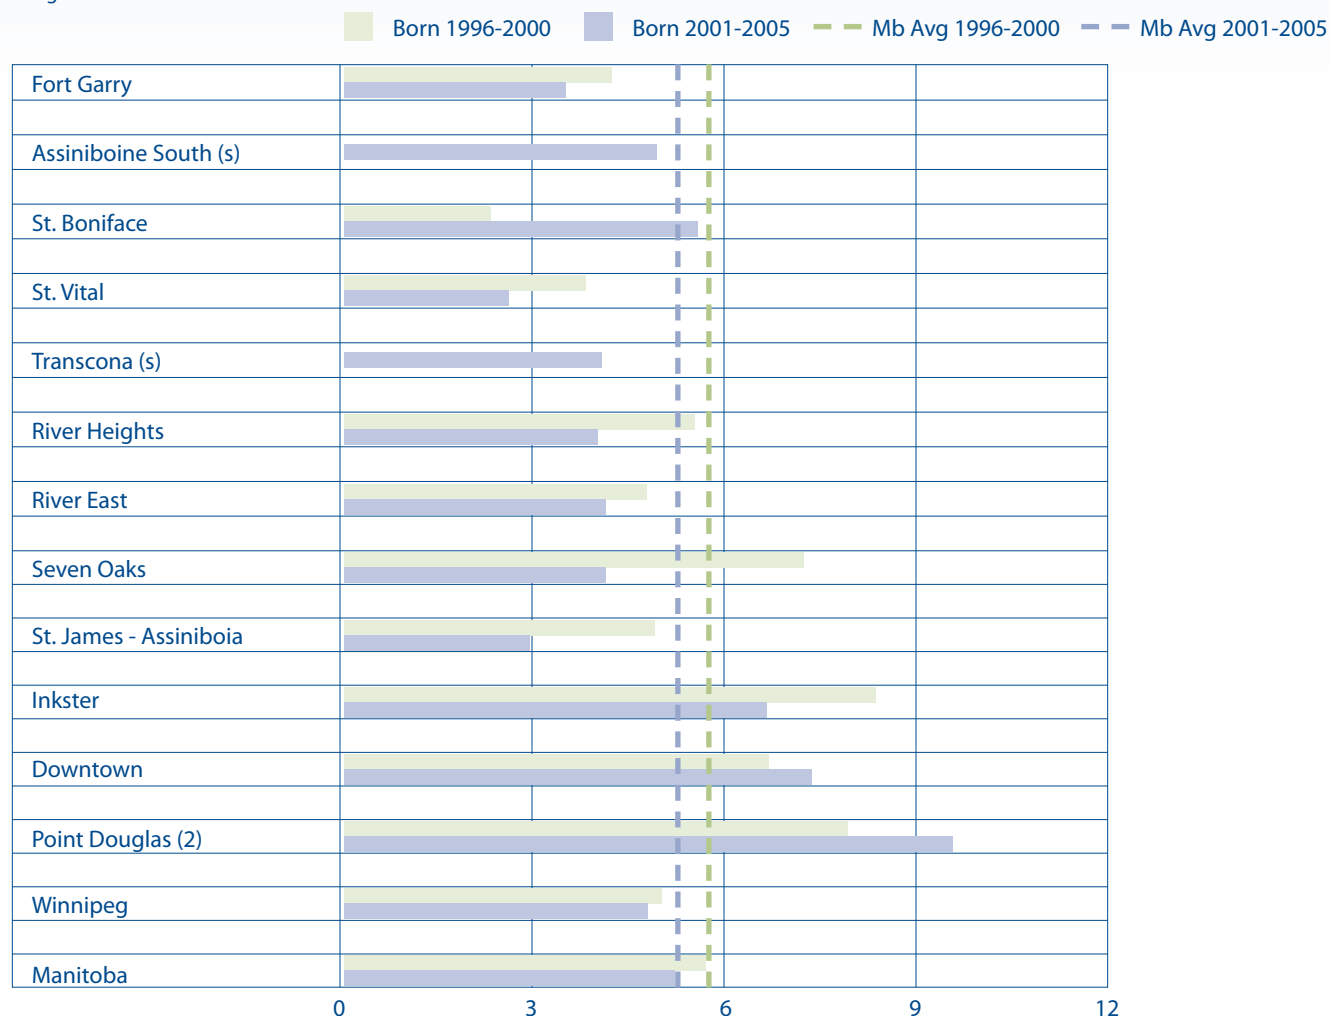 Born 1996-2000 Born 2001-2005 Mb Avg 1996-2000 Mb Avg 2001-2005
Fort Garry
Assiniboine South (s)
St. Boniface
St. Vital
Transcona (s)
River Heights
River East
Seven Oaks
St. James - Assiniboia
Inkster
Downtown
Point Douglas (2)
Winnipeg
Manitoba
0 3 6 9 12